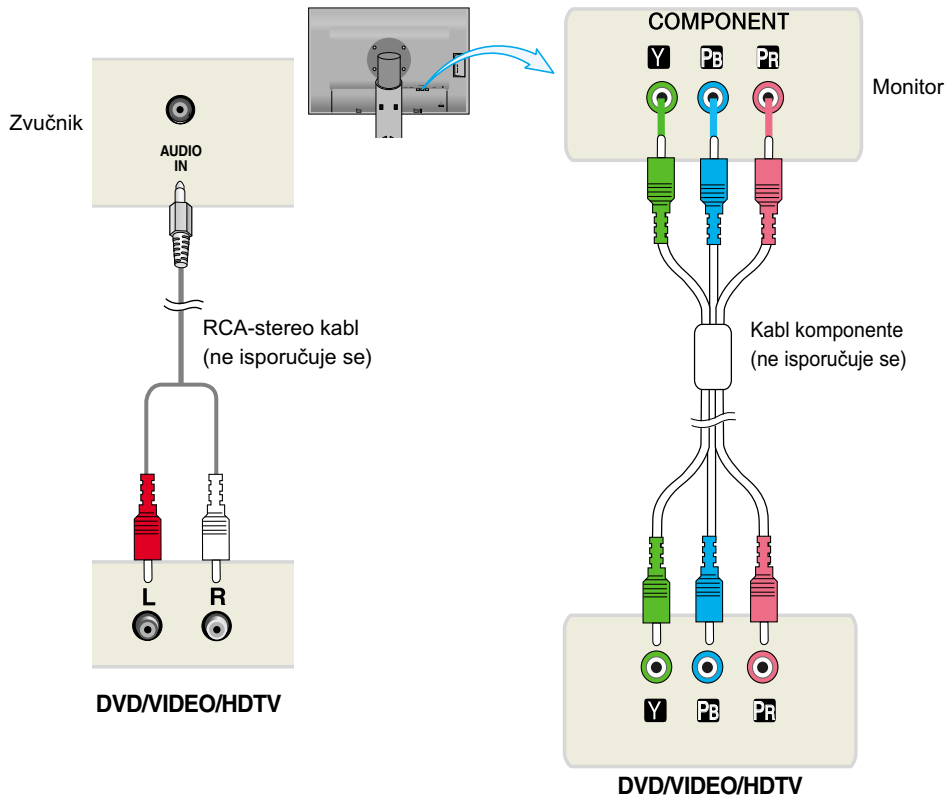 Zvučnik
AUDIO
IN
RCA-stereo kabl
(ne isporučuje se)
L R
DVD/VIDEO/HDTV
COMPONENT
Y PB PR
Monitor
Kabl komponente
(ne isporučuje se)
Y PB PR
DVD/VIDEO/HDTV